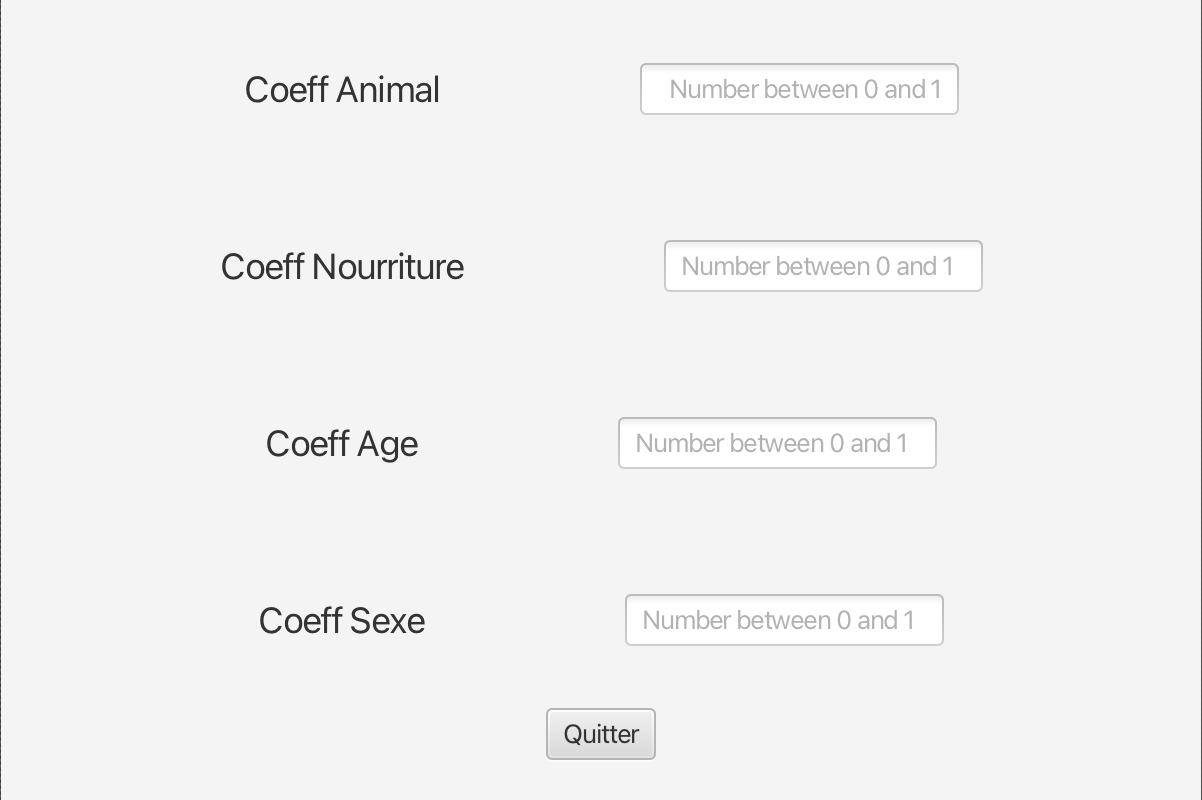 Coeff Animal
Number between 0 and 1
Coeff Nourriture
Number between 0 and 1
Coeff Age
Number between 0 and 1
Coeff Sexe
Number between 0 and 1
Quitter